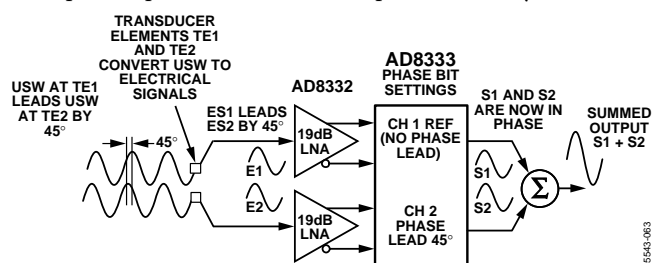 TRANSDUCER
ELEMENTS TE1
AND TE2
CONVERT USW TO
ELECTRICAL
SIGNALS
USW AT TE1
LEADS USW
AT TE2 BY
45°
45°
ES1 LEADS
ES2 BY 45°
AD8332
19dB
LNA
E1
E2
19dB
LNA
AD8333
PHASE BIT
SETTINGS
CH 1 REF
(NO PHASE
LEAD)
CH 2
PHASE
LEAD 45°
S1 AND S2
ARE NOW IN
PHASE
S1
S2
Σ
SUMMED
OUTPUT
S1 + S2
5543-063